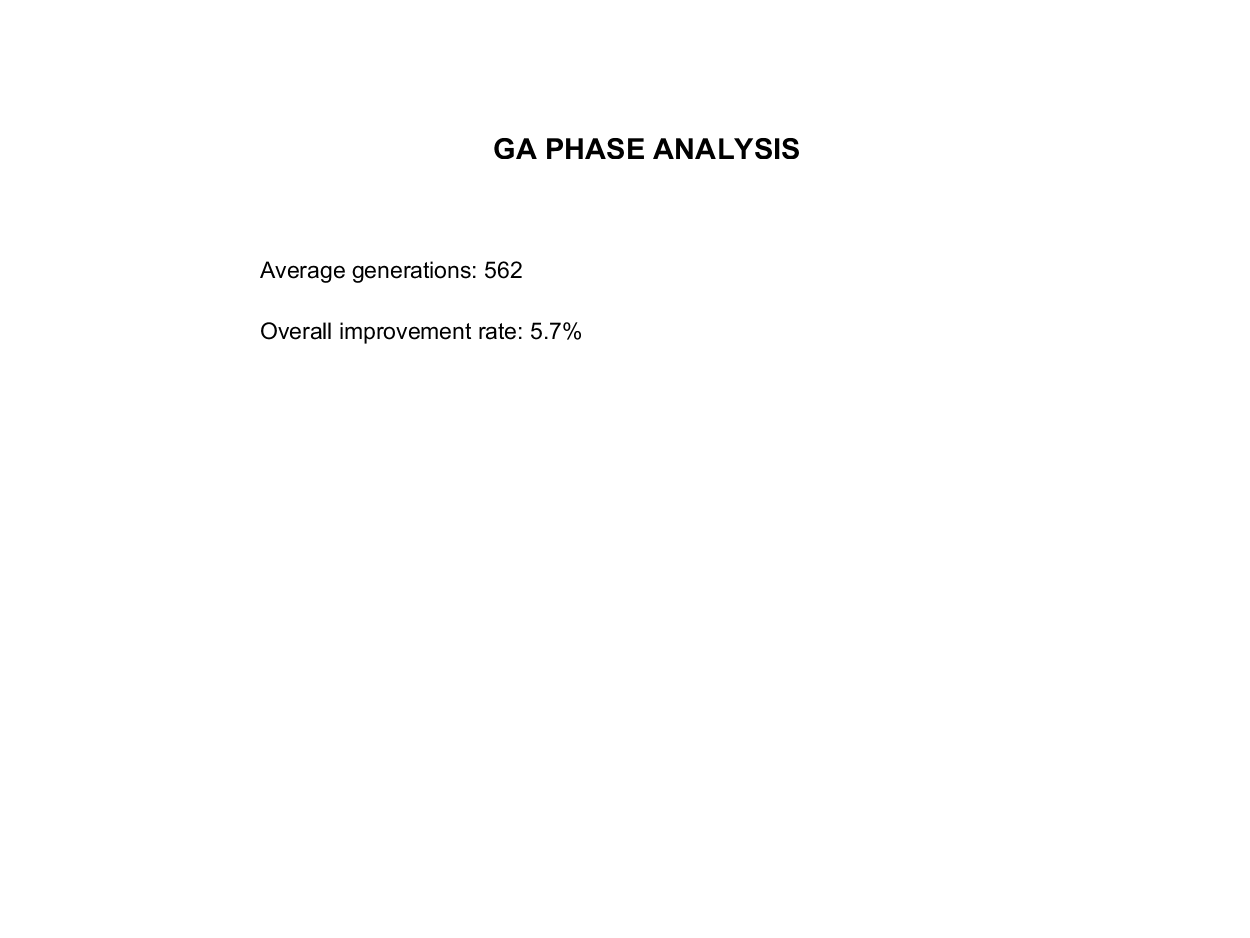 GA PHASE ANALYSIS
Average generations: 562
Overall improvement rate: 5.7%